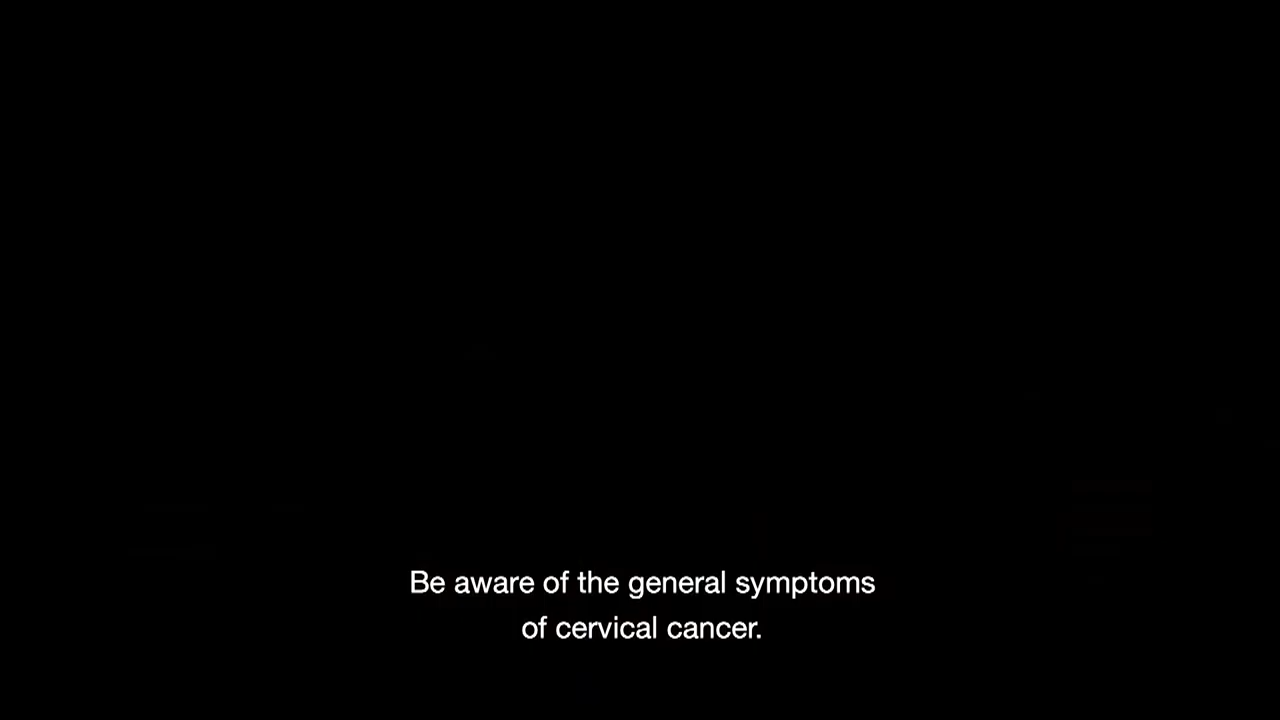 Be aware of the general symptoms
of cervical cancer.